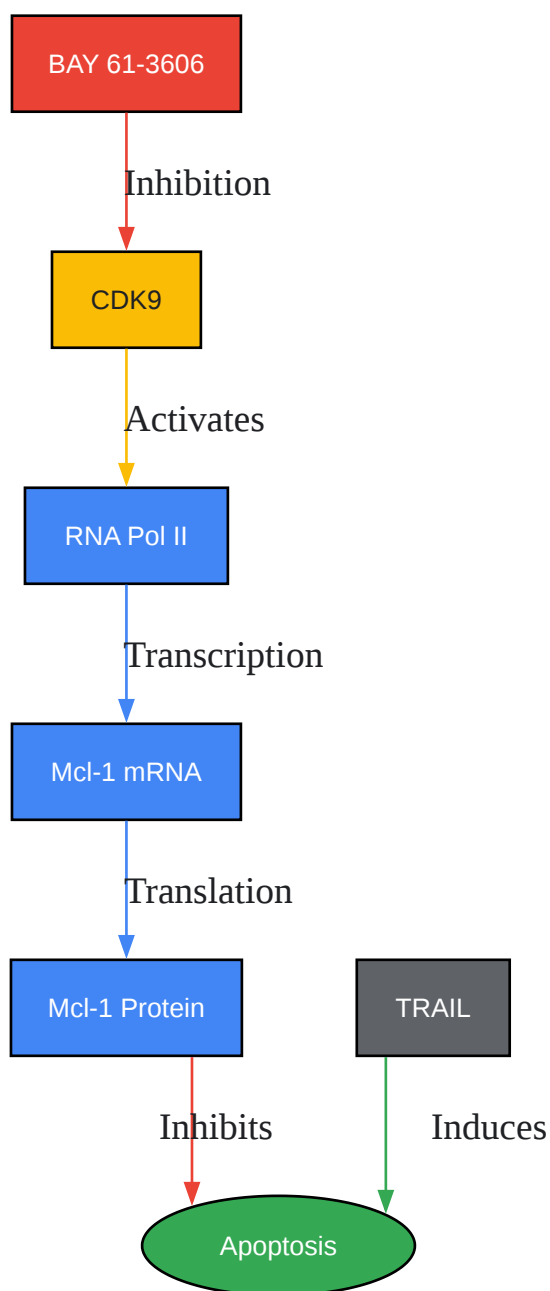 BAY 61-3606
Inhibition
CDK9
Activates
RNA Pol II
Transcription
Mcl-1 mRNA
Translation
Mcl-1 Protein
TRAIL
Inhibits
Induces
Apoptosis